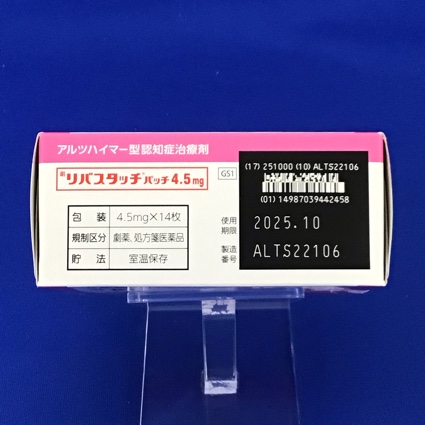 アルツハイマー型認知症治療剤
リバスタッチ®パッチ4.5mg
GS1
(17) 251000 (10) ALTS22106
(01) 14987039442458
包 装 4.5mg×14枚
規制区分 劇薬、処方箋医薬品
貯 法 室温保存
使用期限 2025.10
製造番号 ALTS22106